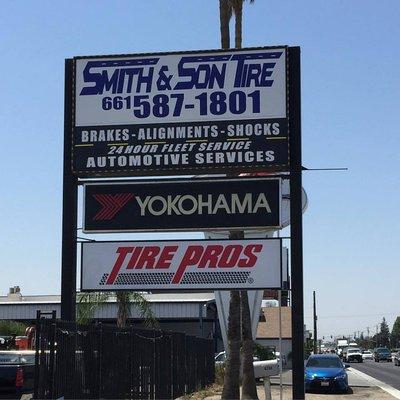 SMITH & SON TIRE
661 587-1801
BRAKES-ALIGNMENTS-SHOCKS
24 HOUR FLEET SERVICE
AUTOMOTIVE SERVICES
YOKOHAMA
TIRE PROS®